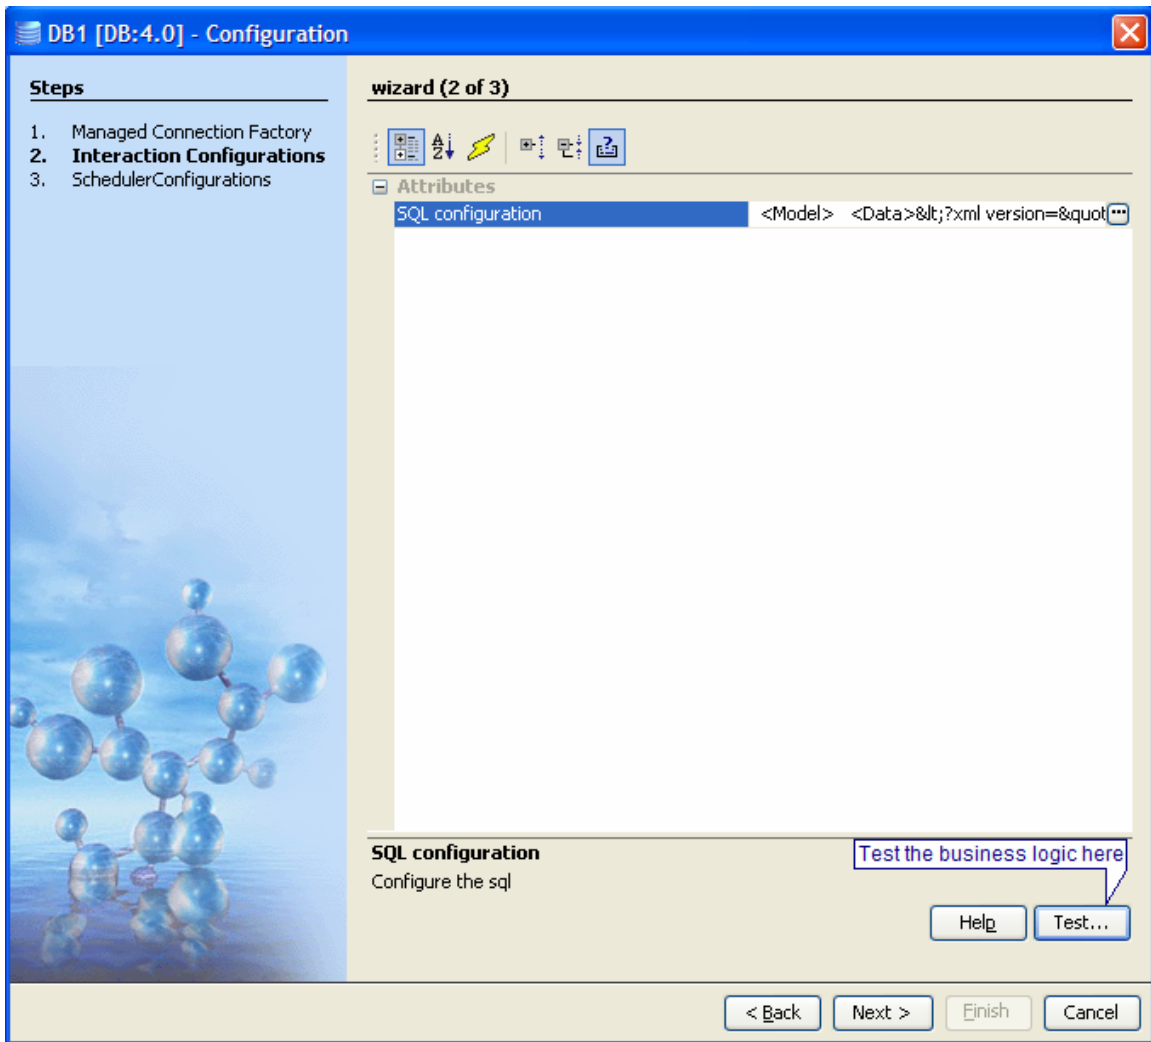 DB1 [DB:4.0] - Configuration
Steps
1. Managed Connection Factory
2. Interaction Configurations
3. SchedulerConfigurations
wizard (2 of 3)
Attributes
SQL configuration <Model> <Data>&lt;?xml version=&quot
SQL configuration
Configure the sql
Test the business logic here
Help Test...
< Back Next > Finish Cancel